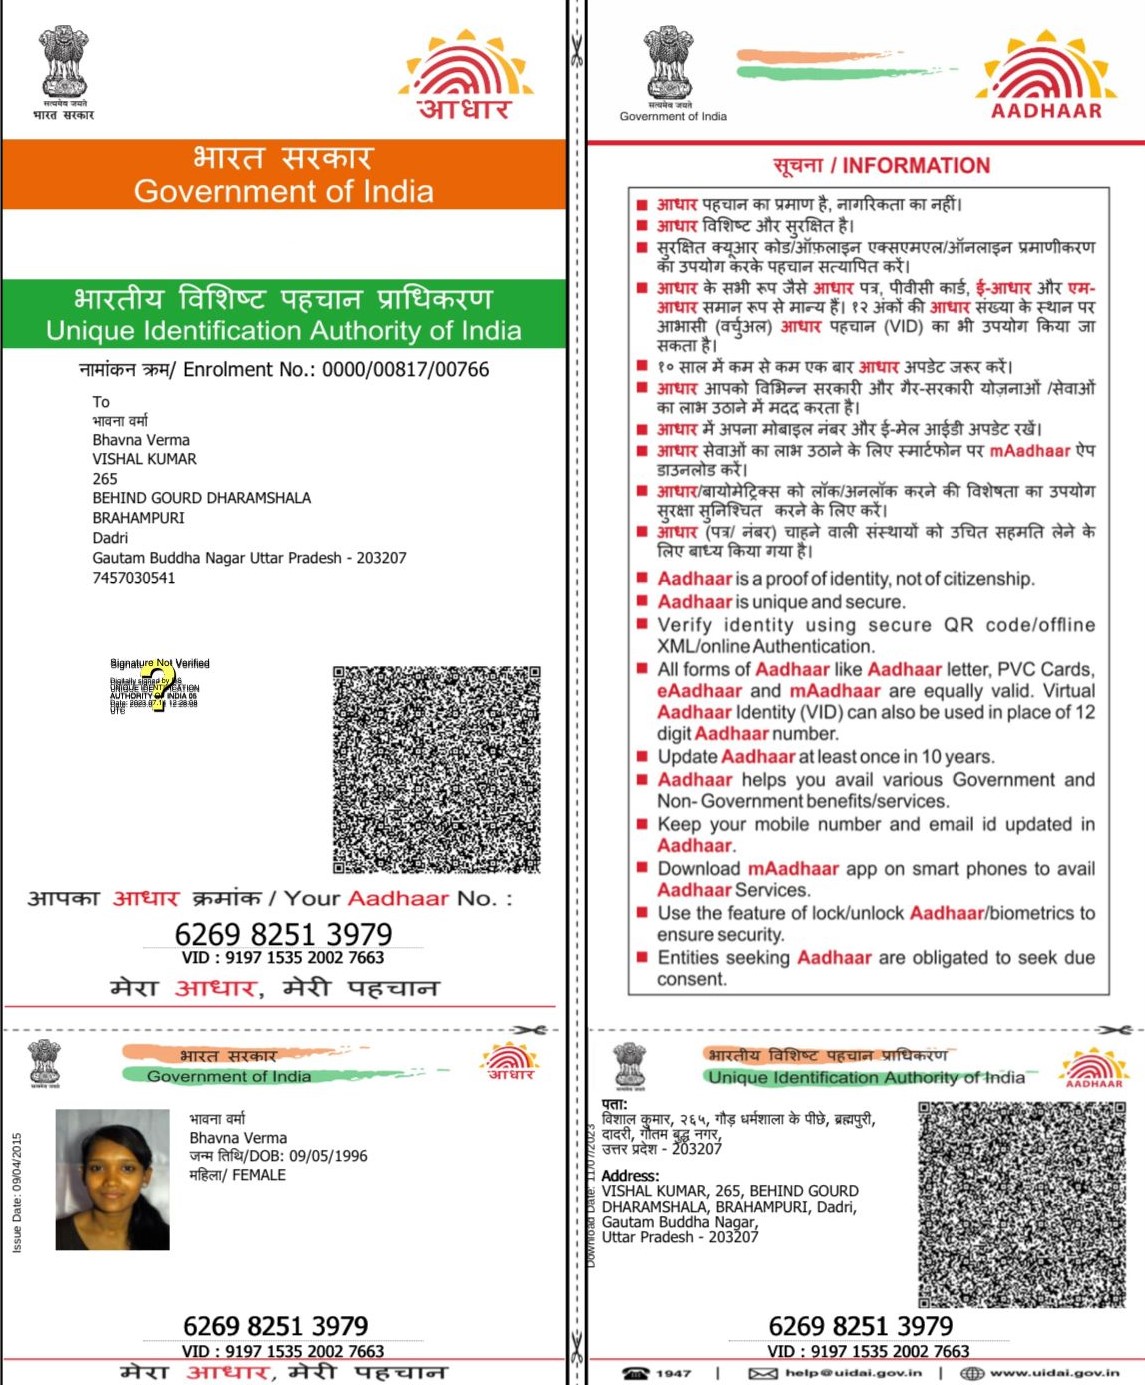 सत्यमेव जयते
भारत सरकार
आधार
भारत सरकार
Government of India
भारतीय विशिष्ट पहचान प्राधिकरण
Unique Identification Authority of India
नामांकन क्रम/ Enrolment No.: 0000/00817/00766
To
भावना वर्मा
Bhavna Verma
VISHAL KUMAR
265
BEHIND GOURD DHARAMSHALA
BRAHAMPURI
Dadri
Gautam Buddha Nagar Uttar Pradesh - 203207
7457030541
Signature Not Verified
Digitally signed by DS
UNIQUE IDENTIFICATION
AUTHORITY OF INDIA 05
UTC
आपका आधार क्रमांक / Your Aadhaar No. :
6269 8251 3979
VID : 9197 1535 2002 7663
मेरा आधार, मेरी पहचान
भारत सरकार
Government of India
आधार
Issue Date: 09/04/2015
भावना वर्मा
Bhavna Verma
जन्म तिथि/DOB: 09/05/1996
महिला/ FEMALE
6269 8251 3979
VID : 9197 1535 2002 7663
मेरा आधार, मेरी पहचान
सत्यमेव जयते
Government of India
AADHAAR
सूचना / INFORMATION
आधार पहचान का प्रमाण है, नागरिकता का नहीं।
आधार विशिष्ट और सुरक्षित है।
सुरक्षित क्यूआर कोड/ऑफ़लाइन एक्सएमएल/ऑनलाइन प्रमाणीकरण
का उपयोग करके पहचान सत्यापित करें।
आधार के सभी रूप जैसे आधार पत्र, पीवीसी कार्ड, ई-आधार और एम-
आधार समान रूप से मान्य हैं। १२ अंकों की आधार संख्या के स्थान पर
आभासी (वर्चुअल) आधार पहचान (VID) का भी उपयोग किया जा
सकता है।
१० साल में कम से कम एक बार आधार अपडेट जरूर करें।
आधार आपको विभिन्न सरकारी और गैर-सरकारी योजनाओं /सेवाओं
का लाभ उठाने में मदद करता है।
आधार में अपना मोबाइल नंबर और ई-मेल आईडी अपडेट रखें।
आधार सेवाओं का लाभ उठाने के लिए स्मार्टफोन पर mAadhaar ऐप
डाउनलोड करें।
आधार/बायोमेट्रिक्स को लॉक/अनलॉक करने की विशेषता का उपयोग
सुरक्षा सुनिश्चित करने के लिए करें।
आधार (पत्र/ नंबर) चाहने वाली संस्थायों को उचित सहमति लेने के
लिए बाध्य किया गया है।
Aadhaar is a proof of identity, not of citizenship.
Aadhaar is unique and secure.
Verify identity using secure QR code/offline
XML/online Authentication.
All forms of Aadhaar like Aadhaar letter, PVC Cards,
eAadhaar and mAadhaar are equally valid. Virtual
Aadhaar Identity (VID) can also be used in place of 12
digit Aadhaar number.
Update Aadhaar at least once in 10 years.
Aadhaar helps you avail various Government and
Non- Government benefits/services.
Keep your mobile number and email id updated in
Aadhaar.
Download mAadhaar app on smart phones to avail
Aadhaar Services.
Use the feature of lock/unlock Aadhaar/biometrics to
ensure security.
Entities seeking Aadhaar are obligated to seek due
consent.
भारतीय विशिष्ट पहचान प्राधिकरण
Unique Identification Authority of India
AADHAAR
Download Date: 11/07/2023
पता:
विशाल कुमार, २६५, गौड़ धर्मशाला के पीछे, ब्रह्मपुरी,
दादरी, गौतम बुद्ध नगर,
उत्तर प्रदेश - 203207
Address:
VISHAL KUMAR, 265, BEHIND GOURD
DHARAMSHALA, BRAHAMPURI, Dadri,
Gautam Buddha Nagar,
Uttar Pradesh - 203207
6269 8251 3979
VID : 9197 1535 2002 7663
1947 | help@uidai.gov.in | www.uidai.gov.in